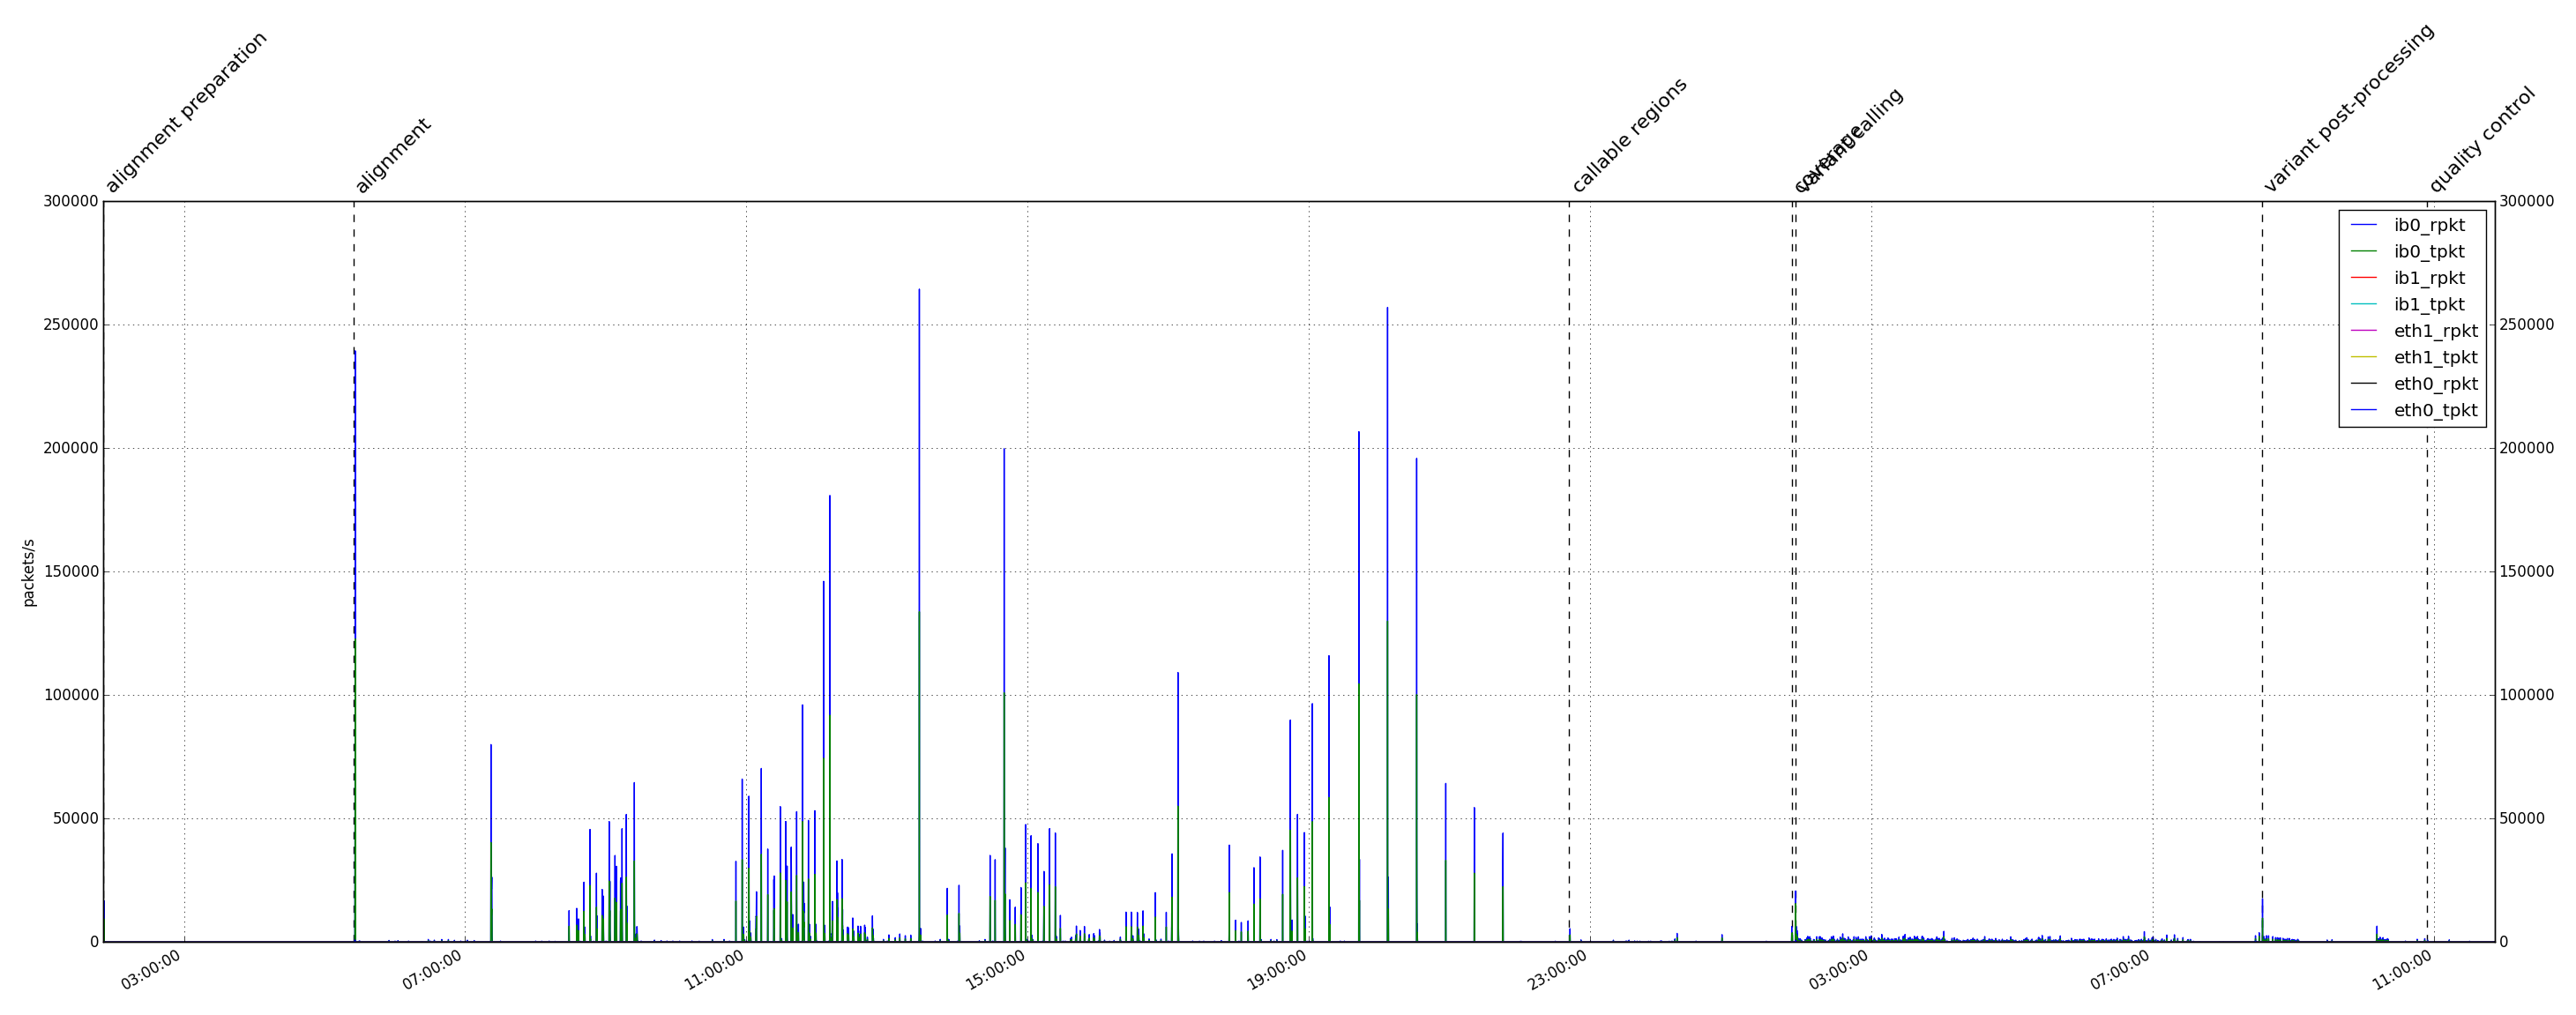 alignment preparation
alignment
callable regions
coverage
variant calling
variant post-processing
quality control
300000
250000
200000
150000
100000
50000
0
packets/s
300000
250000
200000
150000
100000
50000
0
ib0_rpkt
ib0_tpkt
ib1_rpkt
ib1_tpkt
eth1_rpkt
eth1_tpkt
eth0_rpkt
eth0_tpkt
03:00:00
07:00:00
11:00:00
15:00:00
19:00:00
23:00:00
03:00:00
07:00:00
11:00:00